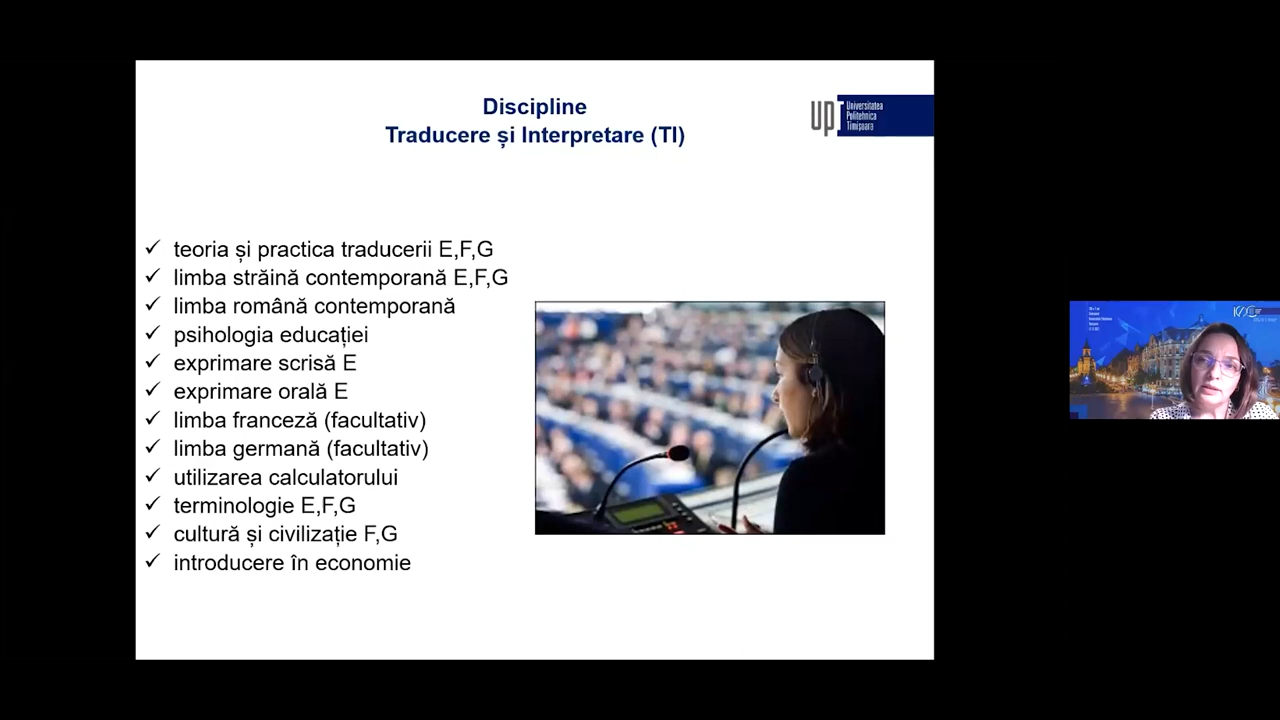 Discipline
Traducere și Interpretare (TI)
upt
Universitatea
Politehnica
Timișoara
✓ teoria și practica traducerii E,F,G
✓ limba străină contemporană E,F,G
✓ limba română contemporană
✓ psihologia educației
✓ exprimare scrisă E
✓ exprimare orală E
✓ limba franceză (facultativ)
✓ limba germană (facultativ)
✓ utilizarea calculatorului
✓ terminologie E,F,G
✓ cultură și civilizație F,G
✓ introducere în economie